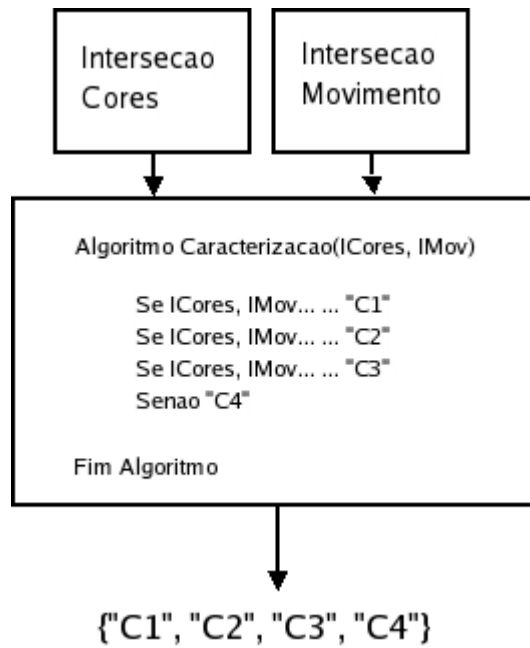 Intersecao
Cores
Intersecao
Movimento
Algoritmo Caracterizacao(ICores, IMov)
Se ICores, IMov... ... "C1"
Se ICores, IMov... ... "C2"
Se ICores, IMov... ... "C3"
Senao "C4"
Fim Algoritmo
{"C1", "C2", "C3", "C4"}